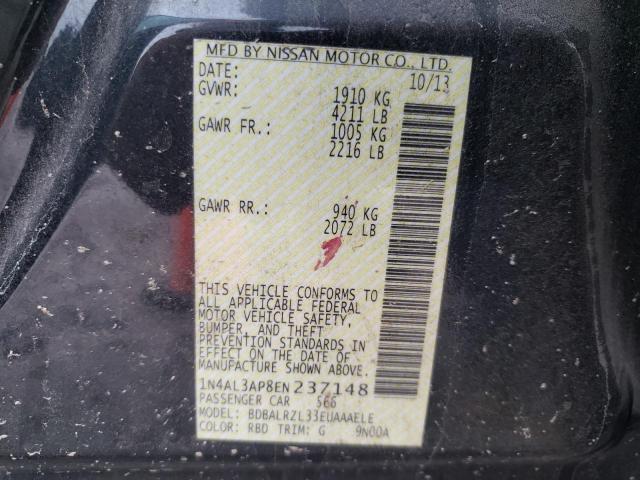 MFD BY NISSAN MOTOR CO., LTD.
DATE: 10/13
GVWR: 1910 KG
4211 LB
GAWR FR.: 1005 KG
2216 LB
GAWR RR.: 940 KG
2072 LB
THIS VEHICLE CONFORMS TO
ALL APPLICABLE FEDERAL
MOTOR VEHICLE SAFETY,
BUMPER, AND THEFT
PREVENTION STANDARDS IN
EFFECT ON THE DATE OF
MANUFACTURE SHOWN ABOVE.
1N4AL3AP8EN237148
PASSENGER CAR 566
MODEL: BDBALRZL33EUAAAELE
COLOR: RBD TRIM: G 9N00A